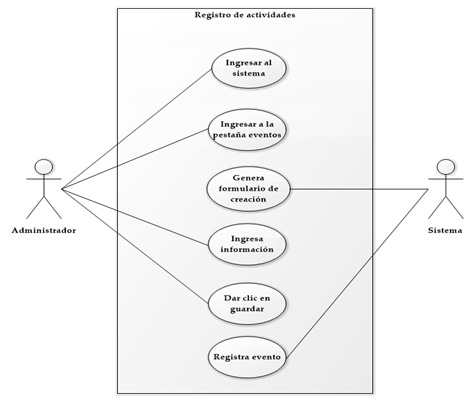 Registro de actividades
Ingresar al
sistema
Ingresar a la
pestaña eventos
Genera
formulario de
creación
Administrador
Sistema
Ingresa
información
Dar clic en
guardar
Registra evento